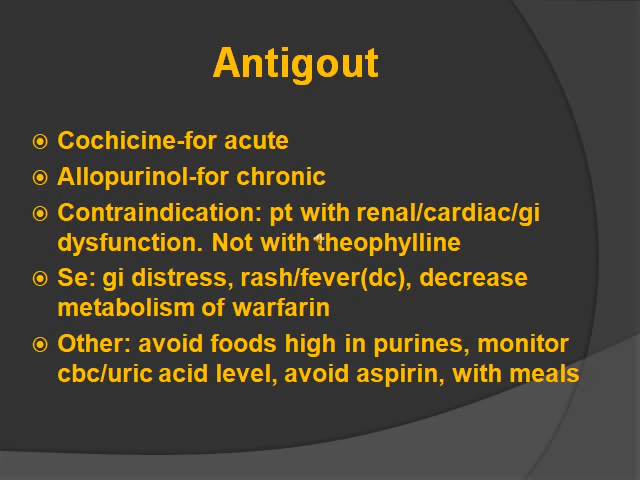 Antigout
Cochicine-for acute
Allopurinol-for chronic
Contraindication: pt with renal/cardiac/gi
dysfunction. Not with theophylline
Se: gi distress, rash/fever(dc), decrease
metabolism of warfarin
Other: avoid foods high in purines, monitor
cbc/uric acid level, avoid aspirin, with meals